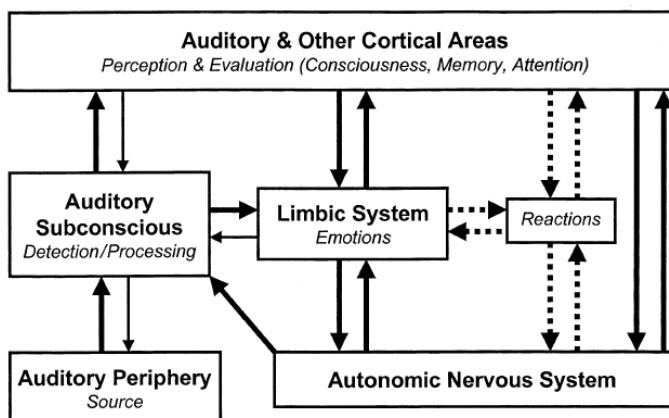 Auditory & Other Cortical Areas
Perception & Evaluation (Consciousness, Memory, Attention)
Auditory
Subconscious
Detection/Processing
Limbic System
Emotions
Reactions
Auditory Periphery
Source
Autonomic Nervous System